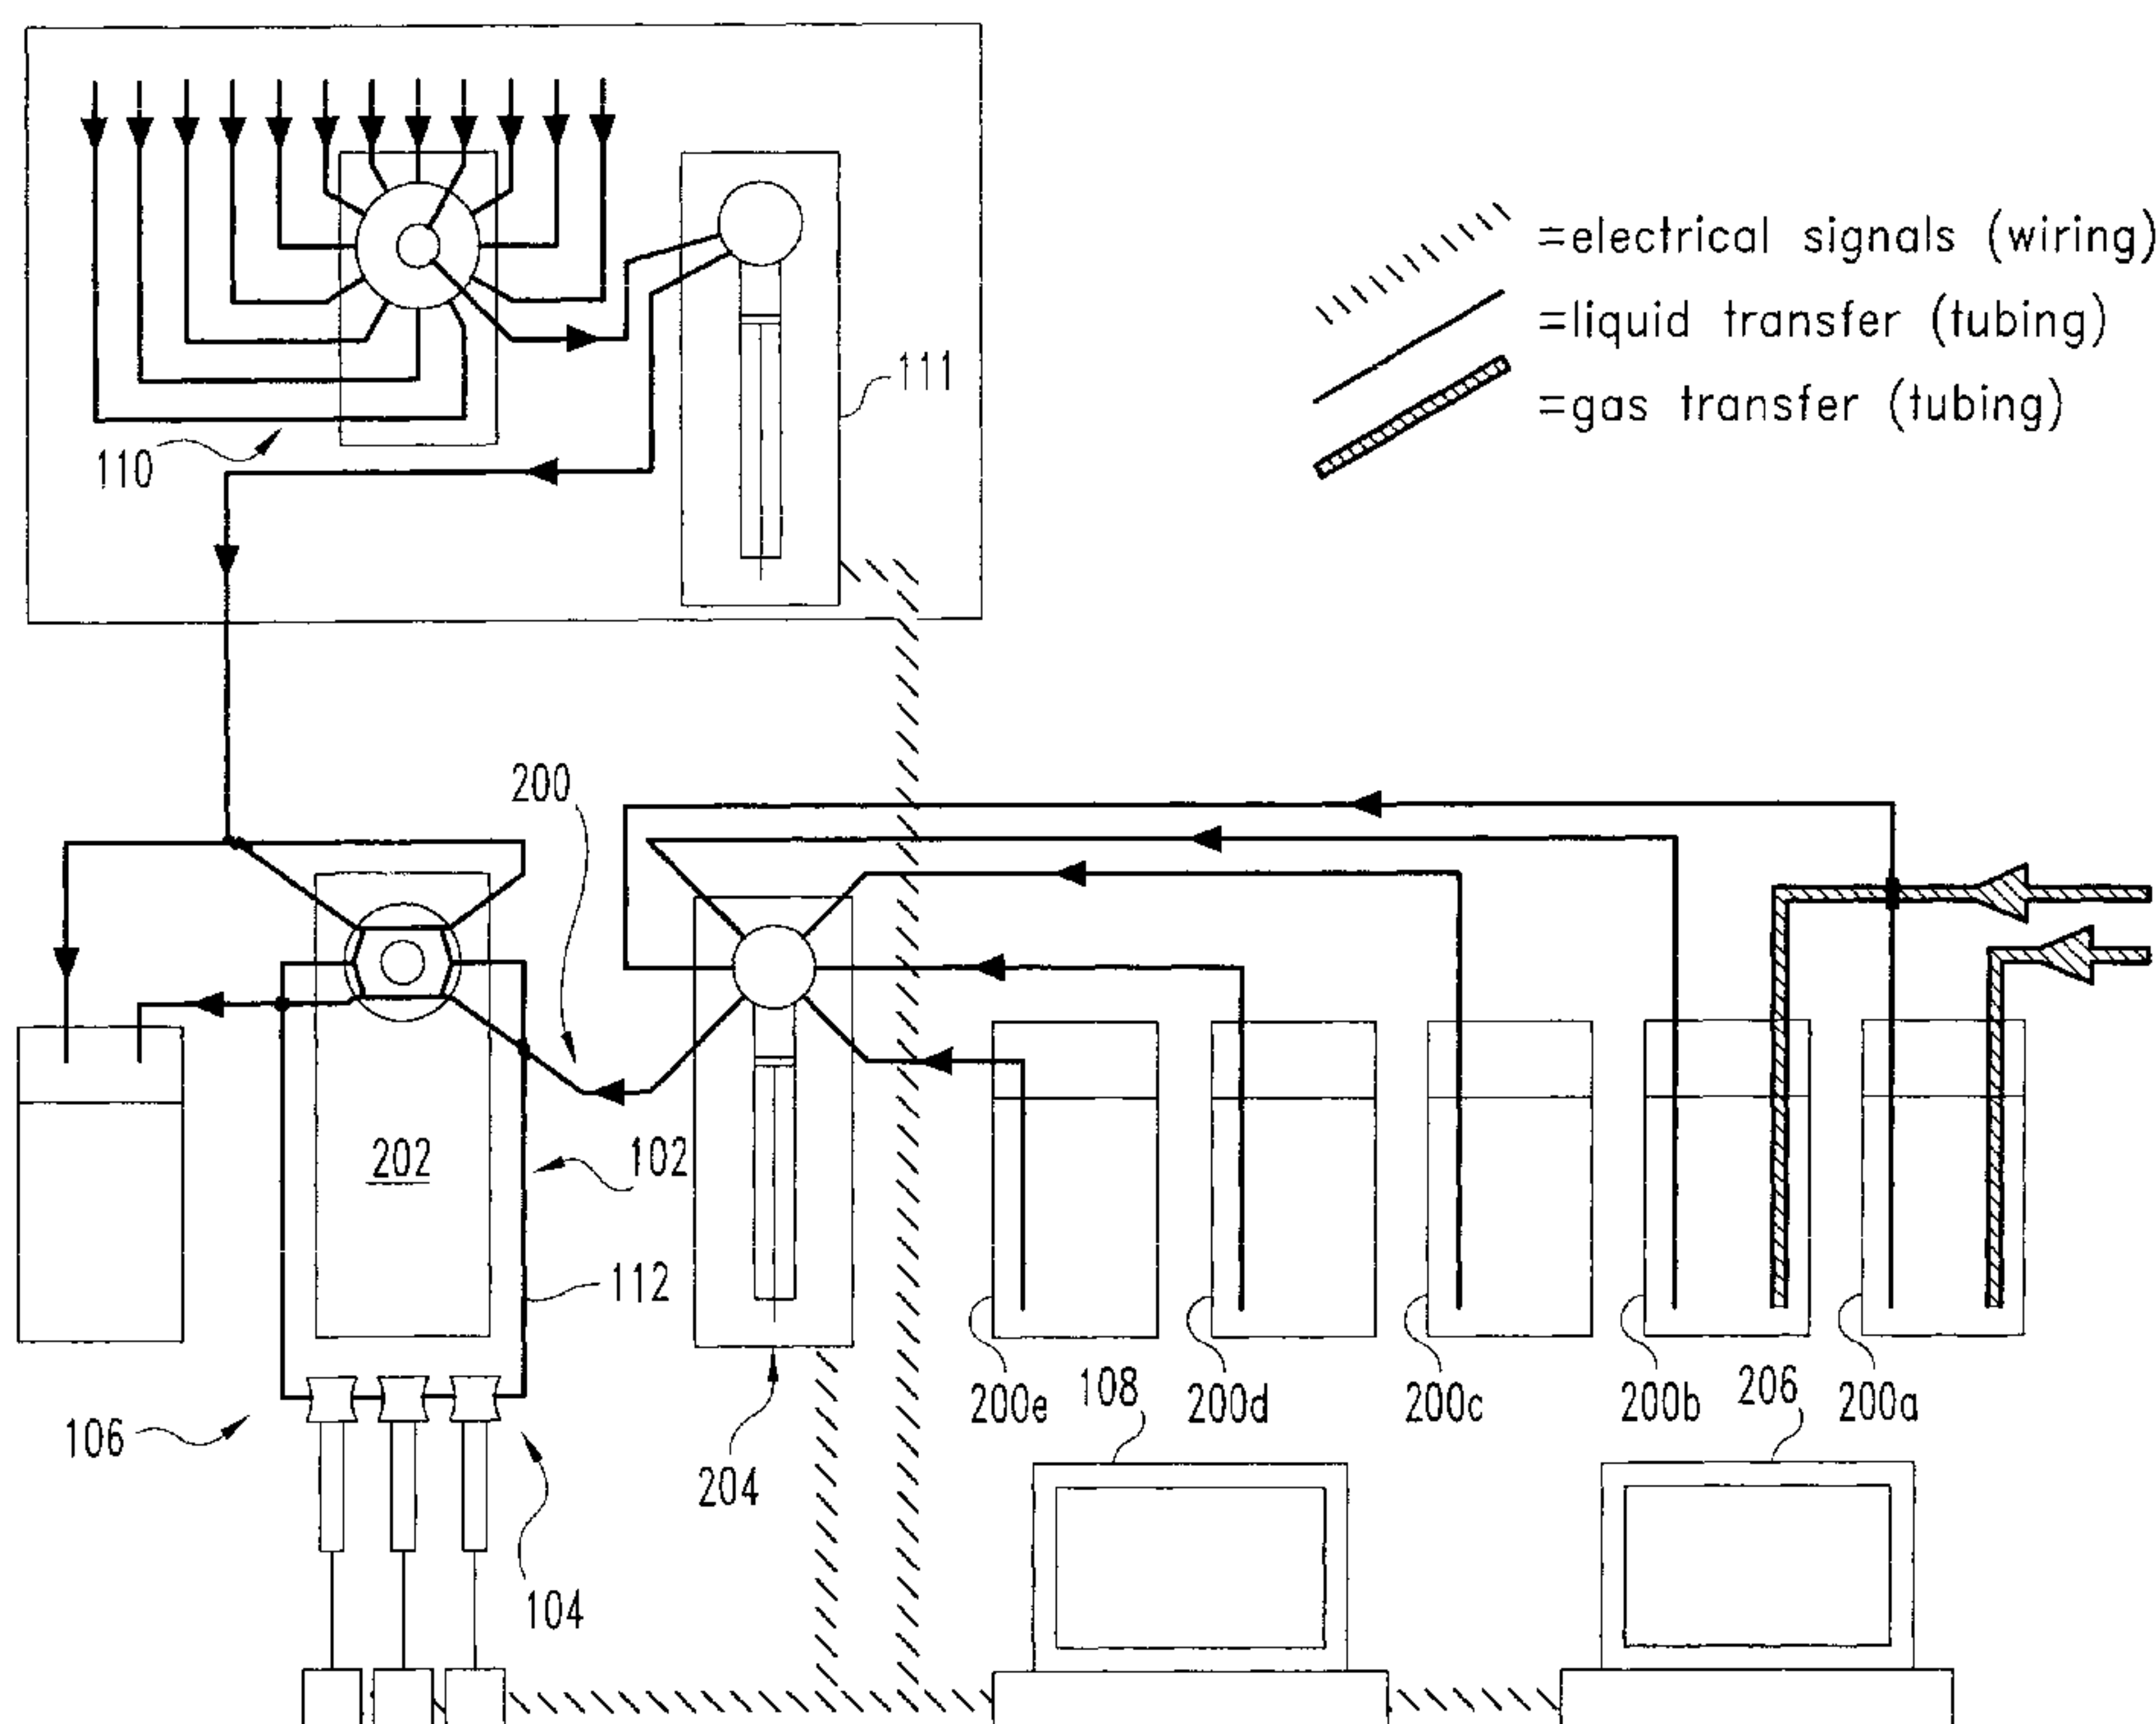 =electrical signals (wiring)
=liquid transfer (tubing)
=gas transfer (tubing)
111
110
200
202
102
112
106
204
104
200e
108
200d
200c
200b
206
200a